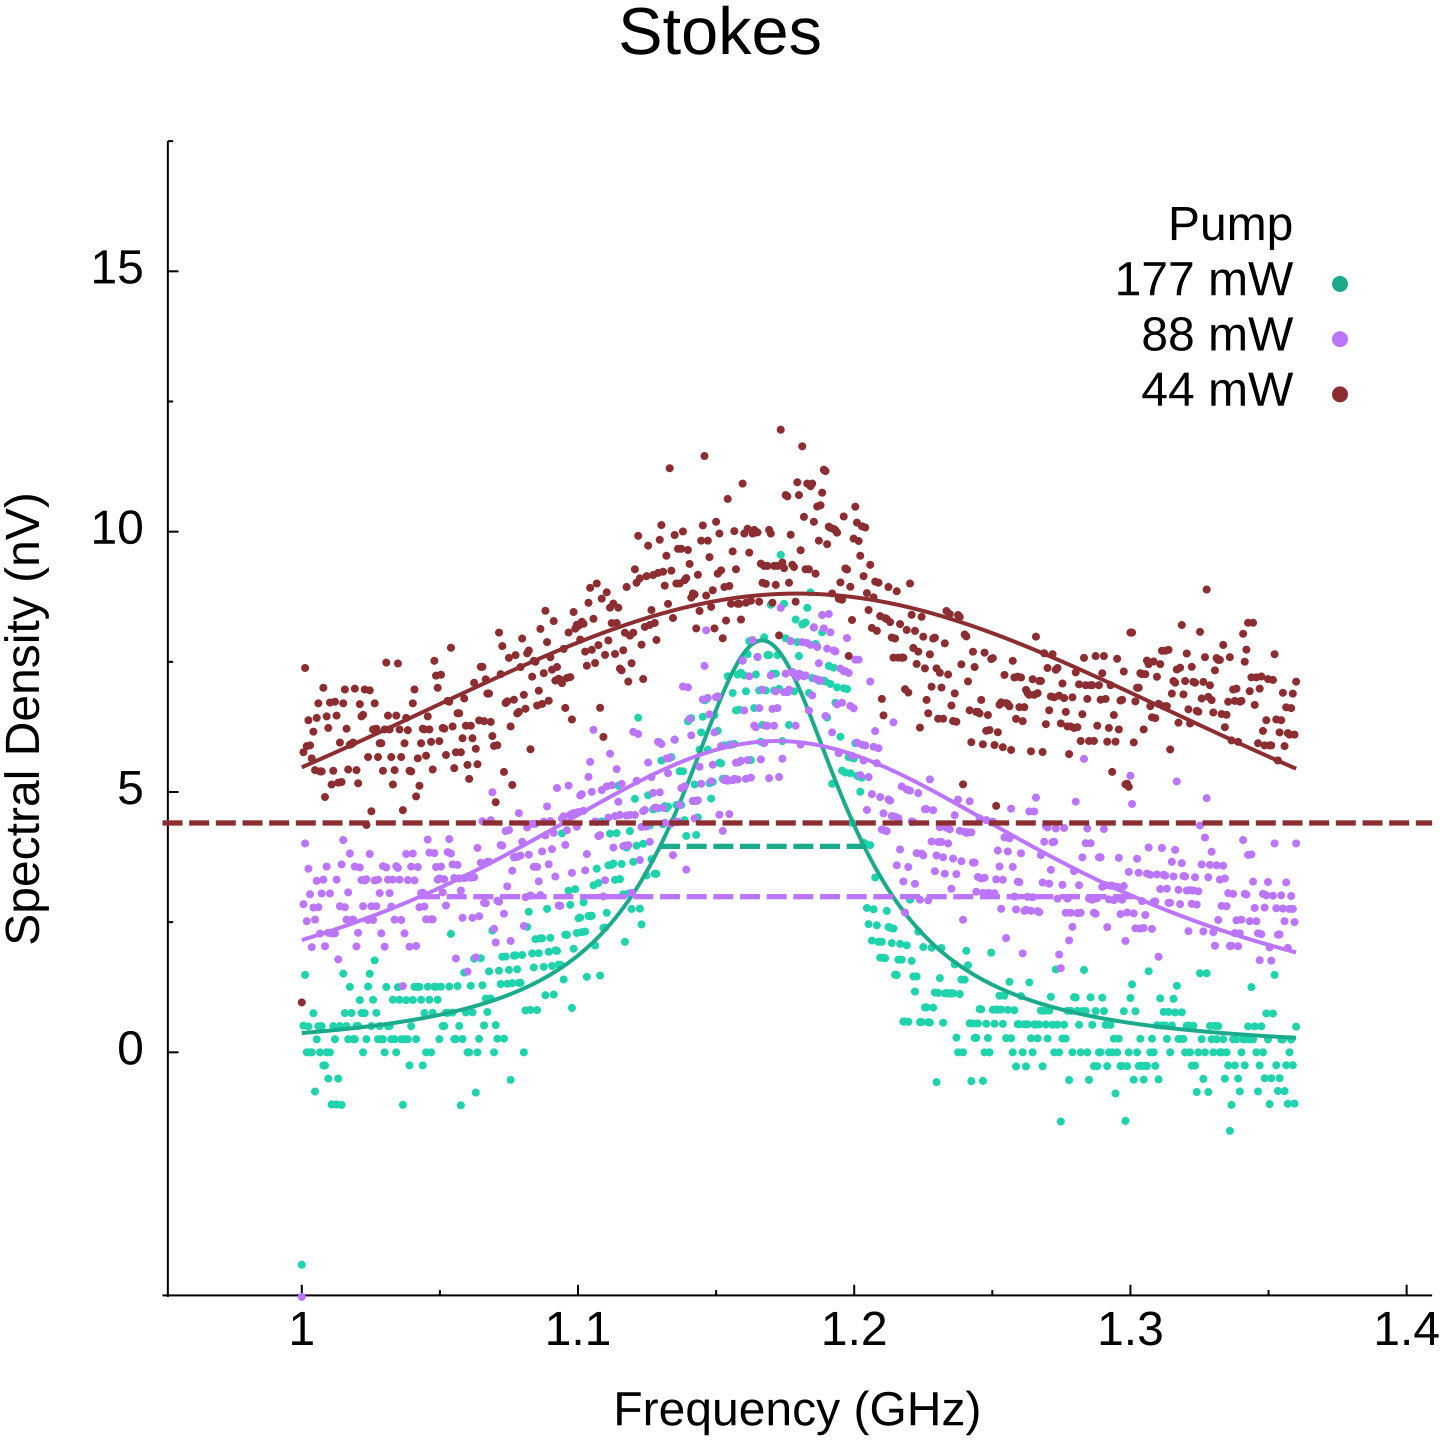 Stokes
Spectral Density (nV)
15
10
5
0
Pump
177 mW
88 mW
44 mW
1
1.1
1.2
1.3
1.4
Frequency (GHz)